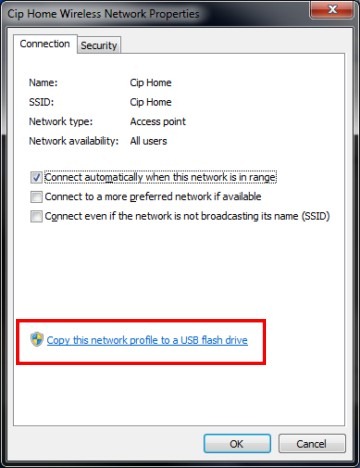 Cip Home Wireless Network Properties
Connection
Security
Name: Cip Home
SSID: Cip Home
Network type: Access point
Network availability: All users
Connect automatically when this network is in range
Connect to a more preferred network if available
Connect even if the network is not broadcasting its name (SSID)
Copy this network profile to a USB flash drive
OK
Cancel